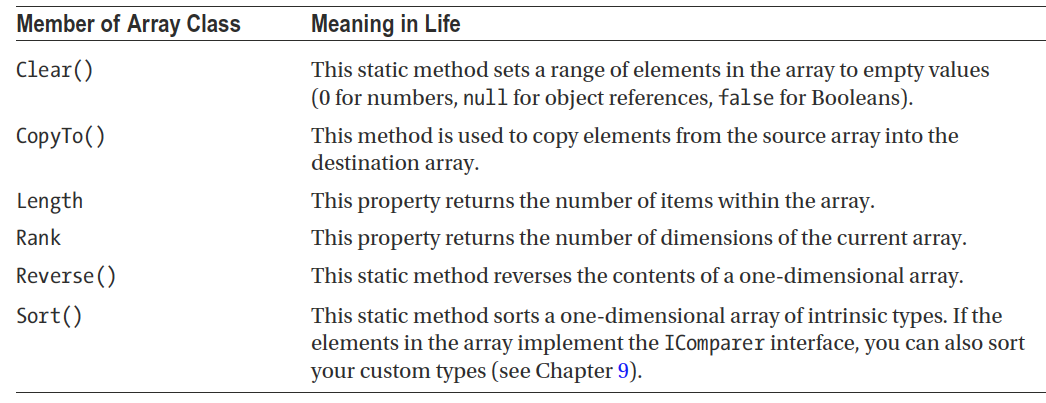 Member of Array Class Meaning in Life
Clear() This static method sets a range of elements in the array to empty values
(0 for numbers, null for object references, false for Booleans).
CopyTo() This method is used to copy elements from the source array into the
destination array.
Length This property returns the number of items within the array.
Rank This property returns the number of dimensions of the current array.
Reverse() This static method reverses the contents of a one-dimensional array.
Sort() This static method sorts a one-dimensional array of intrinsic types. If the
elements in the array implement the IComparer interface, you can also sort
your custom types (see Chapter 9).